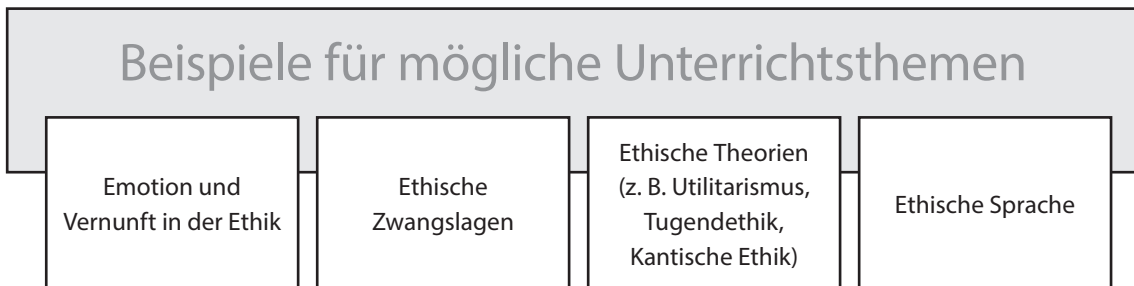 Beispiele für mögliche Unterrichtsthemen
Emotion und
Vernunft in der Ethik
Ethische
Zwangslagen
Ethische Theorien
(z. B. Utilitarismus,
Tugendethik,
Kantische Ethik)
Ethische Sprache